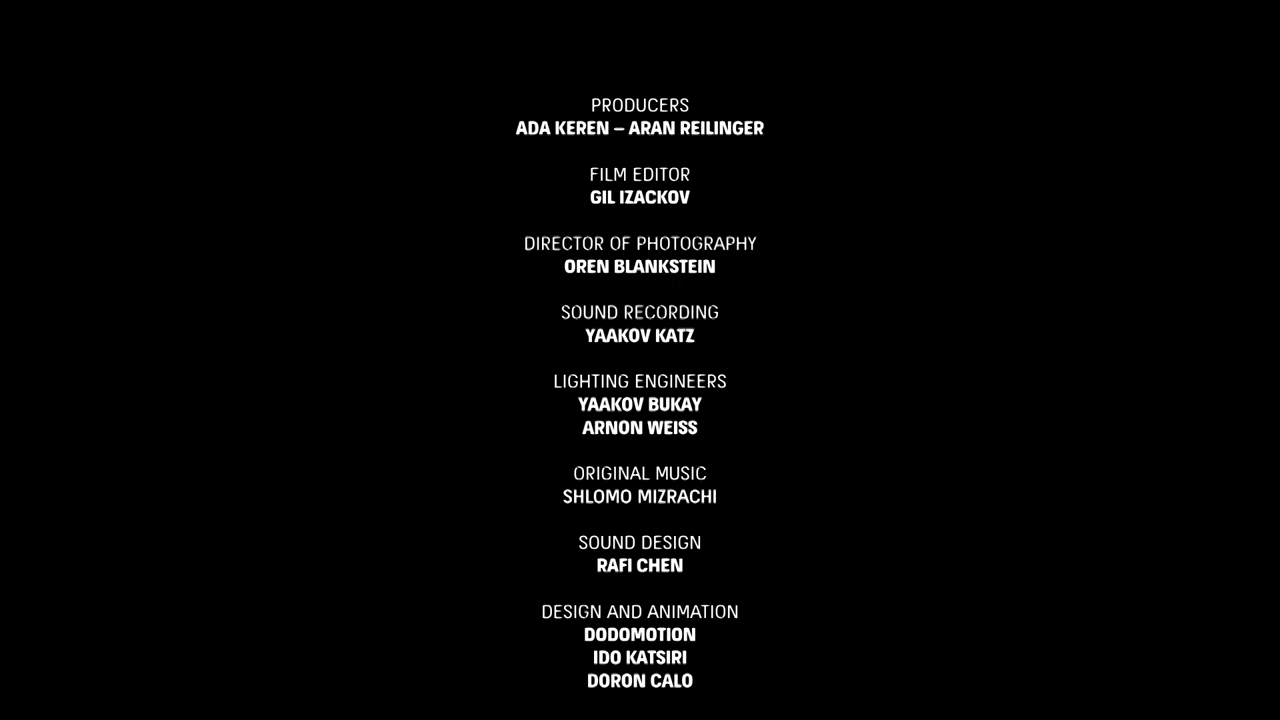 PRODUCERS
ADA KEREN – ARAN REILINGER
FILM EDITOR
GIL IZACKOV
DIRECTOR OF PHOTOGRAPHY
OREN BLANKSTEIN
SOUND RECORDING
YAAKOV KATZ
LIGHTING ENGINEERS
YAAKOV BUKAY
ARNON WEISS
ORIGINAL MUSIC
SHLOMO MIZRACHI
SOUND DESIGN
RAFI CHEN
DESIGN AND ANIMATION
DODOMOTION
IDO KATSIRI
DORON CALO